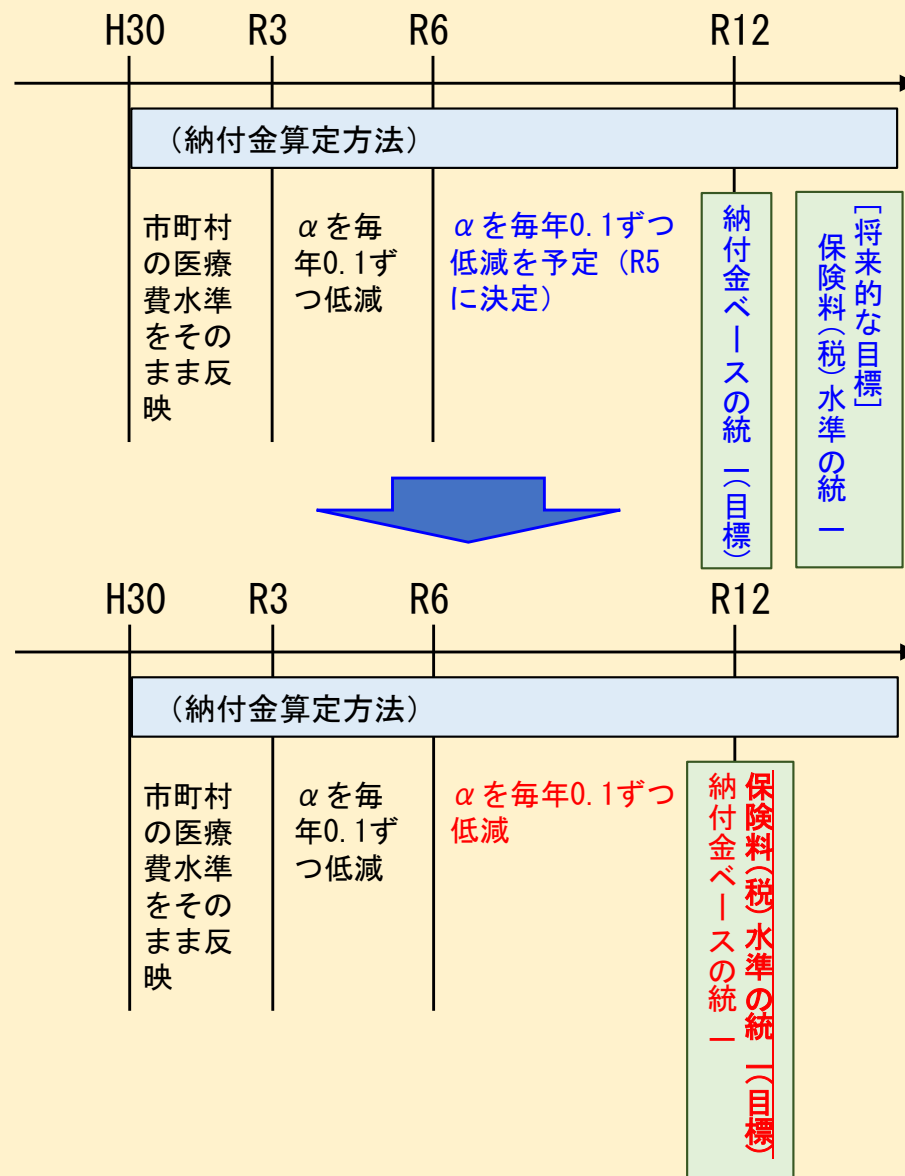 H30 R3 R6 R12
（納付金算定方法）
市町村
の医療
費水準
をその
まま反
映
αを毎
年0.1ず
つ低減
αを毎年0.1ずつ
低減を予定（R5
に決定）
納付金ベースの統一（目標）
［将来的な目標］
保険料（税）水準の統一
H30 R3 R6 R12
（納付金算定方法）
市町村
の医療
費水準
をその
まま反
映
αを毎
年0.1ず
つ低減
αを毎年0.1ずつ
低減
保険料（税）水準の統一（目標）
納付金ベースの統一